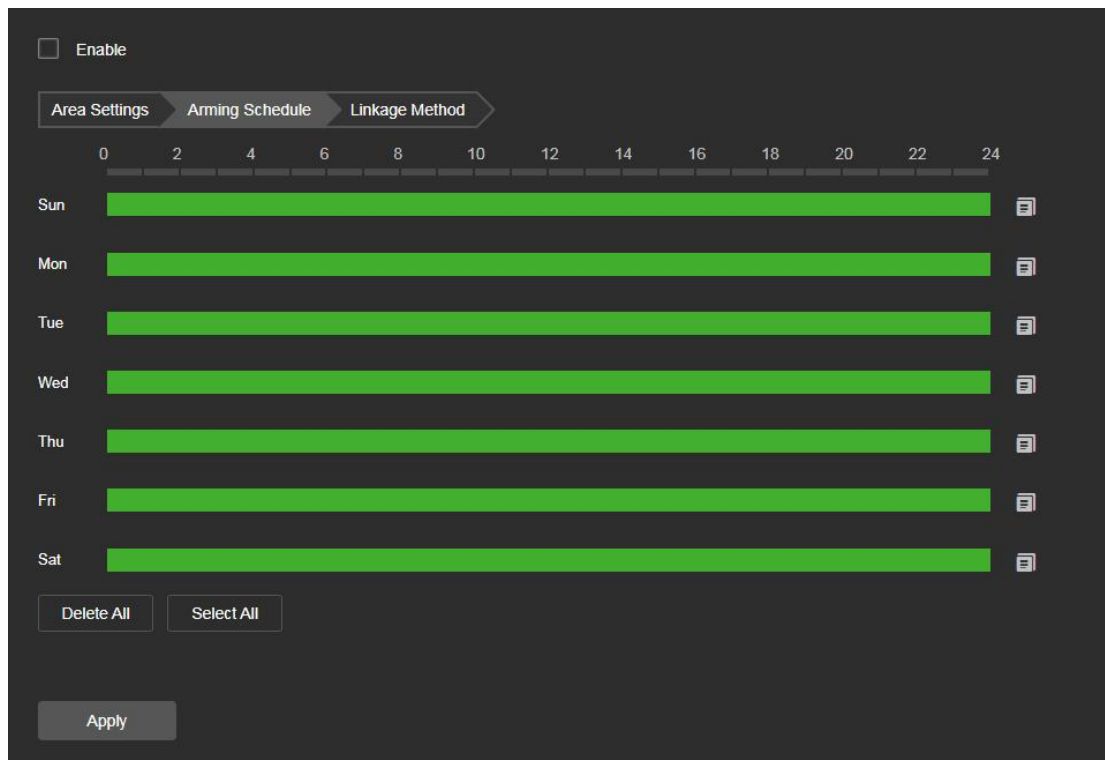 Enable
Area Settings Arming Schedule Linkage Method
0 2 4 6 8 10 12 14 16 18 20 22 24
Sun
Mon
Tue
Wed
Thu
Fri
Sat
Delete All Select All
Apply